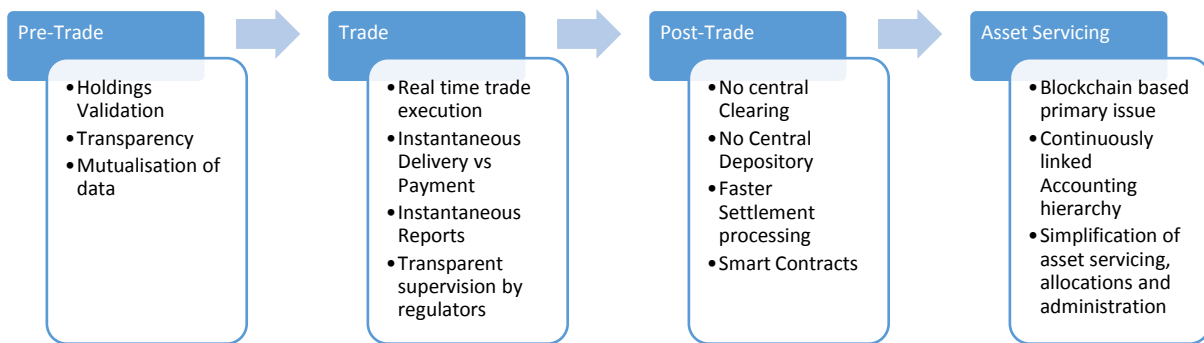 Pre-Trade
•Holdings
Validation
•Transparency
•Mutualisation of
data
Trade
•Real time trade
execution
•Instantaneous
Delivery vs
Payment
•Instantaneous
Reports
•Transparent
supervision by
regulators
Post-Trade
•No central
Clearing
•No Central
Depository
•Faster
Settlement
processing
•Smart Contracts
Asset Servicing
•Blockchain based
primary issue
•Continuously
linked
Accounting
hierarchy
•Simplification of
asset servicing,
allocations and
administration